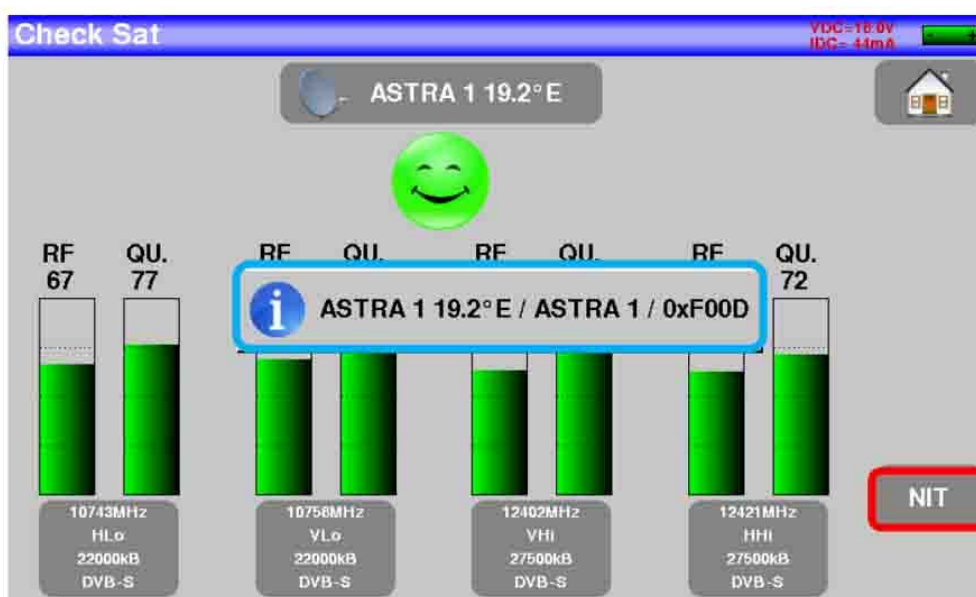 Check Sat
VDC=18.0V
IDC= 44mA
- +
ASTRA 1 19.2°E
RF QU. RF QU. RF QU. RF QU.
67 77 72
i ASTRA 1 19.2°E / ASTRA 1 / 0xF00D
NIT
10743MHz
HLo
22000kB
DVB-S
10758MHz
VLo
22000kB
DVB-S
12402MHz
VHi
27500kB
DVB-S
12421MHz
HHi
27500kB
DVB-S